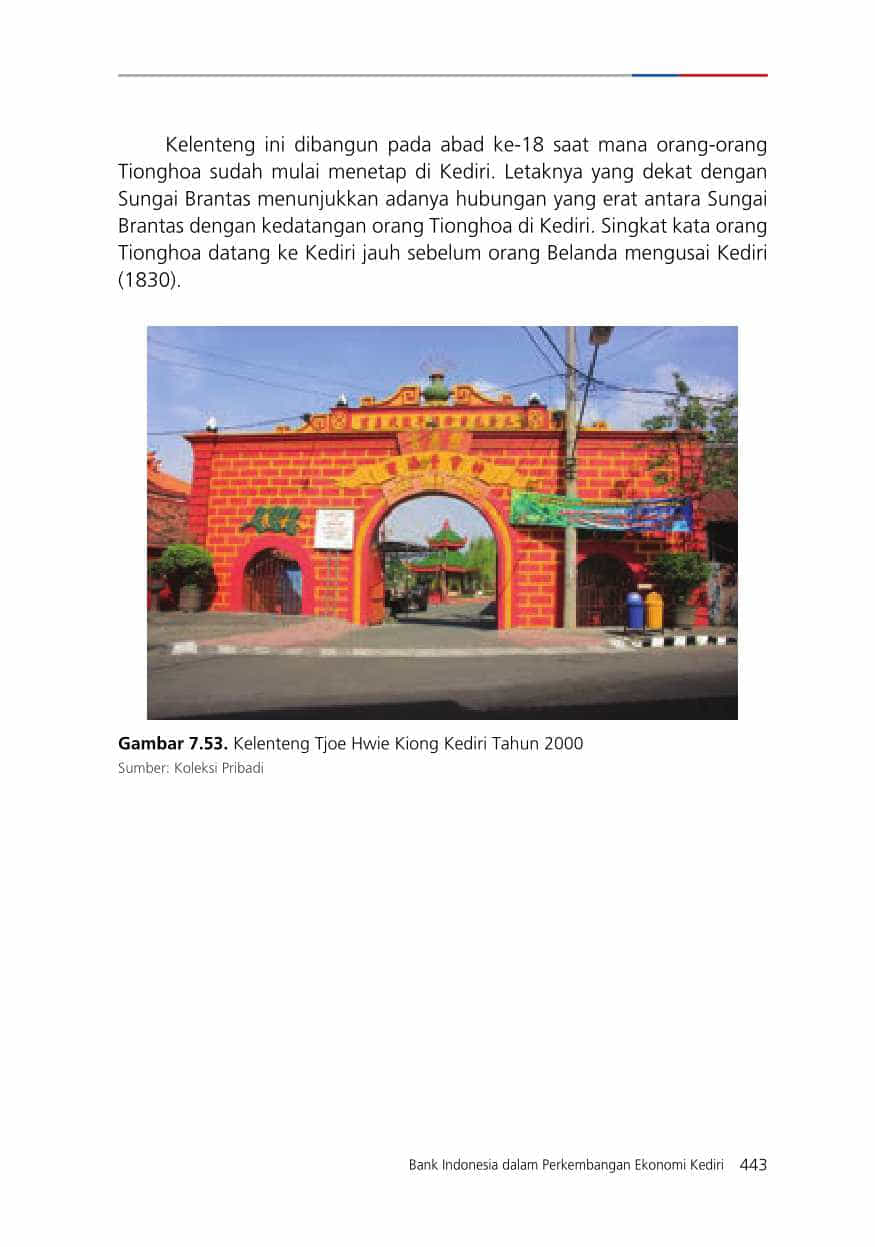 Kelenteng ini dibangun pada abad ke-18 saat mana orang-orang
Tionghoa sudah mulai menetap di Kediri. Letaknya yang dekat dengan
Sungai Brantas menunjukkan adanya hubungan yang erat antara Sungai
Brantas dengan kedatangan orang Tionghoa di Kediri. Singkat kata orang
Tionghoa datang ke Kediri jauh sebelum orang Belanda mengusai Kediri
(1830).
Gambar 7.53. Kelenteng Tjoe Hwie Kiong Kediri Tahun 2000
Sumber: Koleksi Pribadi
Bank Indonesia dalam Perkembangan Ekonomi Kediri 443